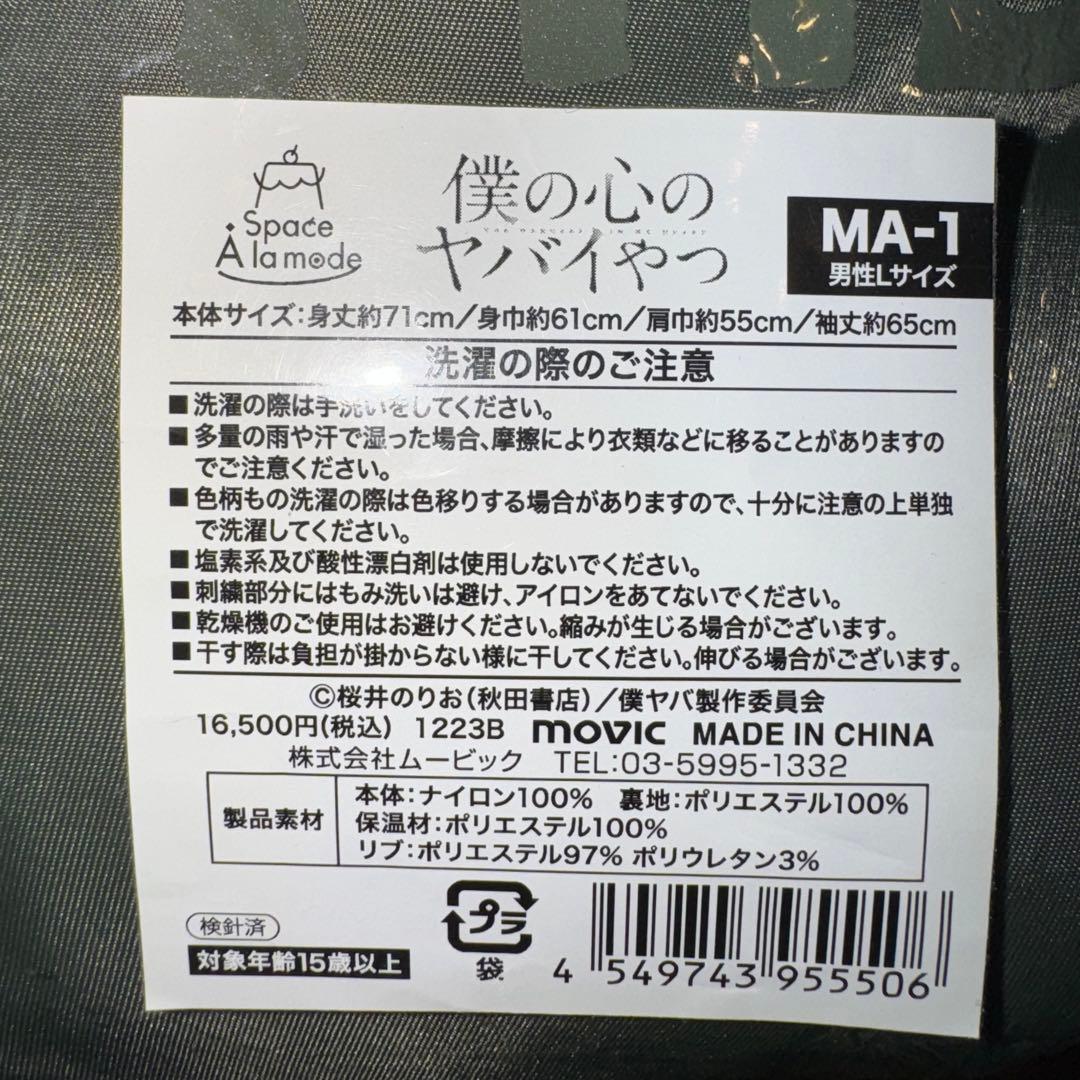 Space
À la mode
僕の心の
ヤバイやつ
MA-1
男性Lサイズ
本体サイズ:身丈約71cm/身巾約61cm/肩巾約55cm/袖丈約65cm
洗濯の際のご注意
■洗濯の際は手洗いをしてください。
■多量の雨や汗で湿った場合、摩擦により衣類などに移ることがありますの
でご注意ください。
■色柄もの洗濯の際は色移りする場合がありますので、十分に注意の上単独
で洗濯してください。
■塩素系及び酸性漂白剤は使用しないでください。
■刺繍部分にはもみ洗いは避け、アイロンをあてないでください。
■乾燥機のご使用はお避けください。縮みが生じる場合がございます。
■干す際は負担が掛からない様に干してください。伸びる場合がございます。
©桜井のりお(秋田書店)/僕ヤバ製作委員会
16,500円(税込) 1223B movic MADE IN CHINA
株式会社ムービック TEL:03-5995-1332
製品素材
本体:ナイロン100% 裏地:ポリエステル100%
保温材:ポリエステル100%
リブ:ポリエステル97% ポリウレタン3%
検針済
対象年齢15歳以上
プラ
袋
4 549743 955506